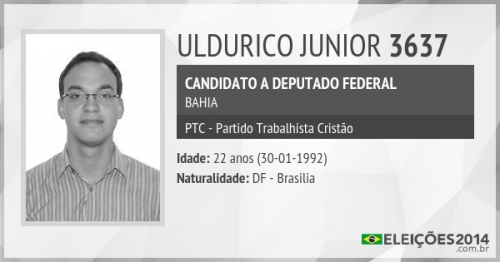 ULDURICO JUNIOR 3637
CANDIDATO A DEPUTADO FEDERAL
BAHIA
PTC - Partido Trabalhista Cristão
Idade: 22 anos (30-01-1992)
Naturalidade: DF - Brasilia
ELEIÇÕES2014
.com.br